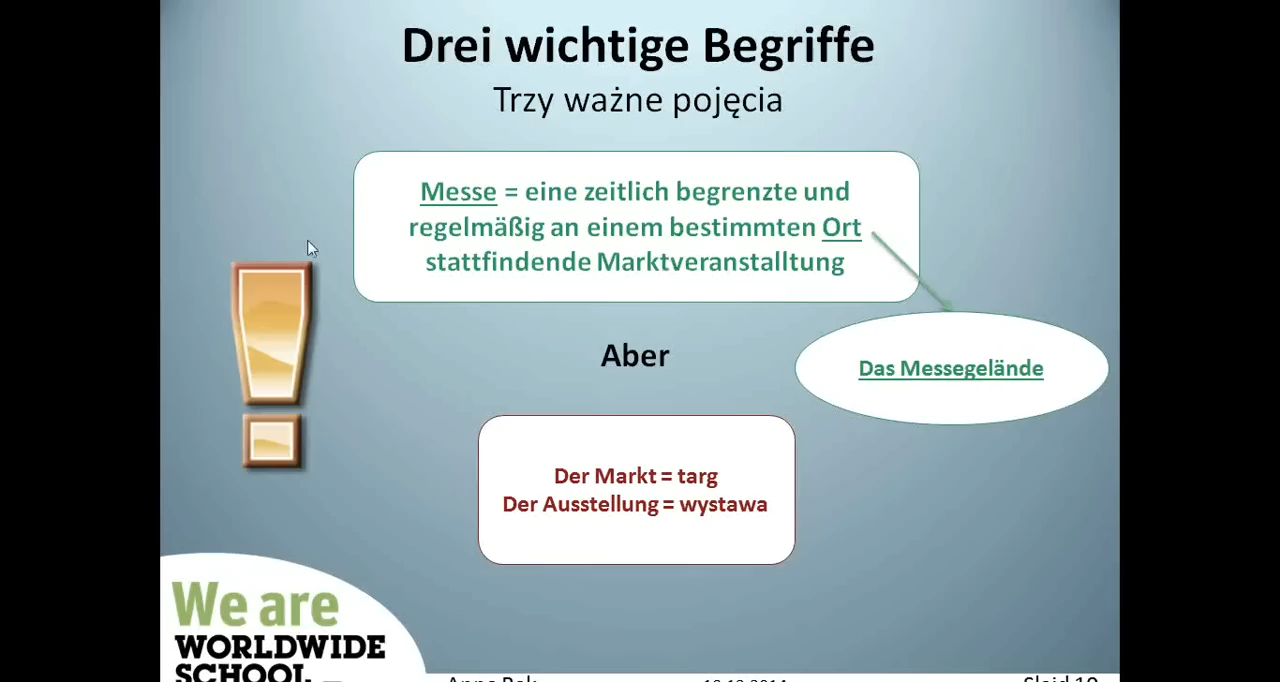 Drei wichtige Begriffe
Trzy ważne pojęcia
Messe = eine zeitlich begrenzte und
regelmäßig an einem bestimmten Ort
stattfindende Marktveranstalltung
Aber
Das Messegelände
Der Markt = targ
Der Ausstellung = wystawa
We are
WORLDWIDE
SCHOOL